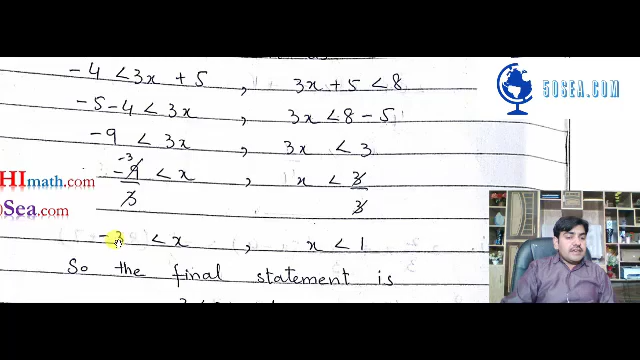 -4 < 3x + 5 , 3x + 5 < 8
-5 - 4 < 3x , 3x < 8 - 5
-9 < 3x , 3x < 3
-3
-9/3 < x , x < 3/3
-3 < x , x < 1
So the final statement is
50SEA.COM
HImath.com
Sea.com